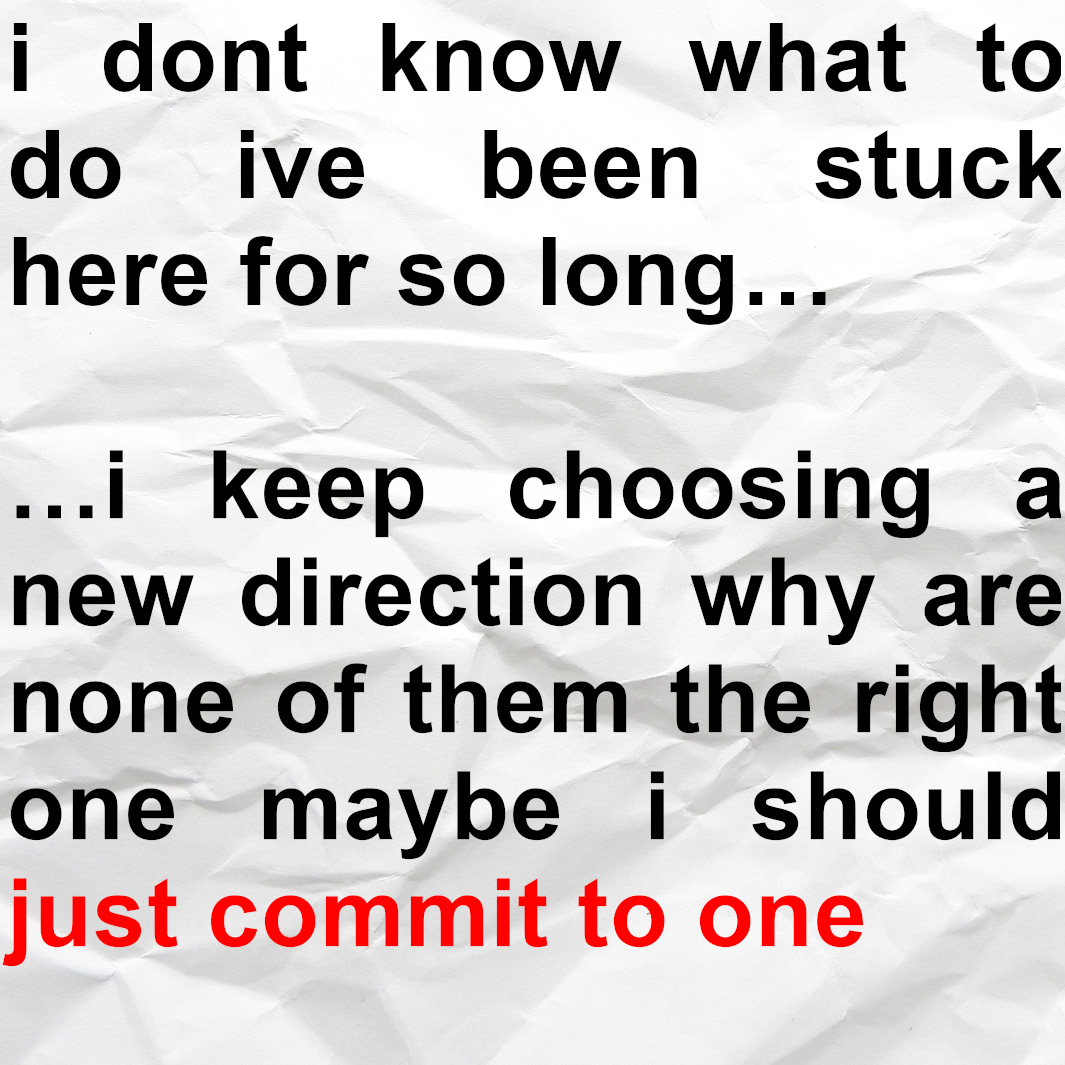 i dont know what to
do ive been stuck
here for so long...
...i keep choosing a
new direction why are
none of them the right
one maybe i should
just commit to one